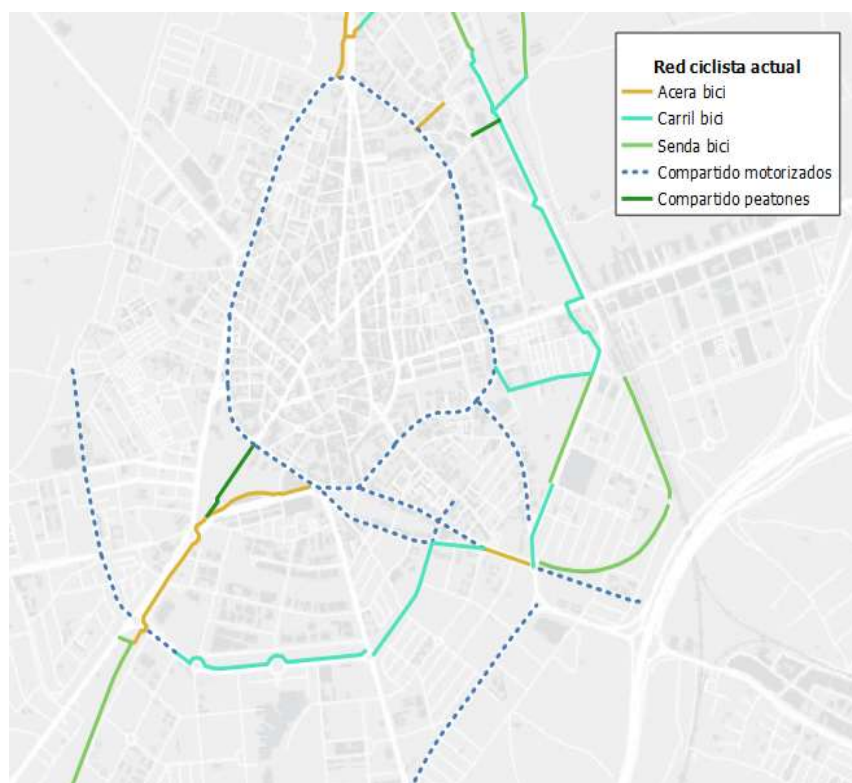 Red ciclista actual
Acera bici
Carril bici
Senda bici
Compartido motorizados
Compartido peatones